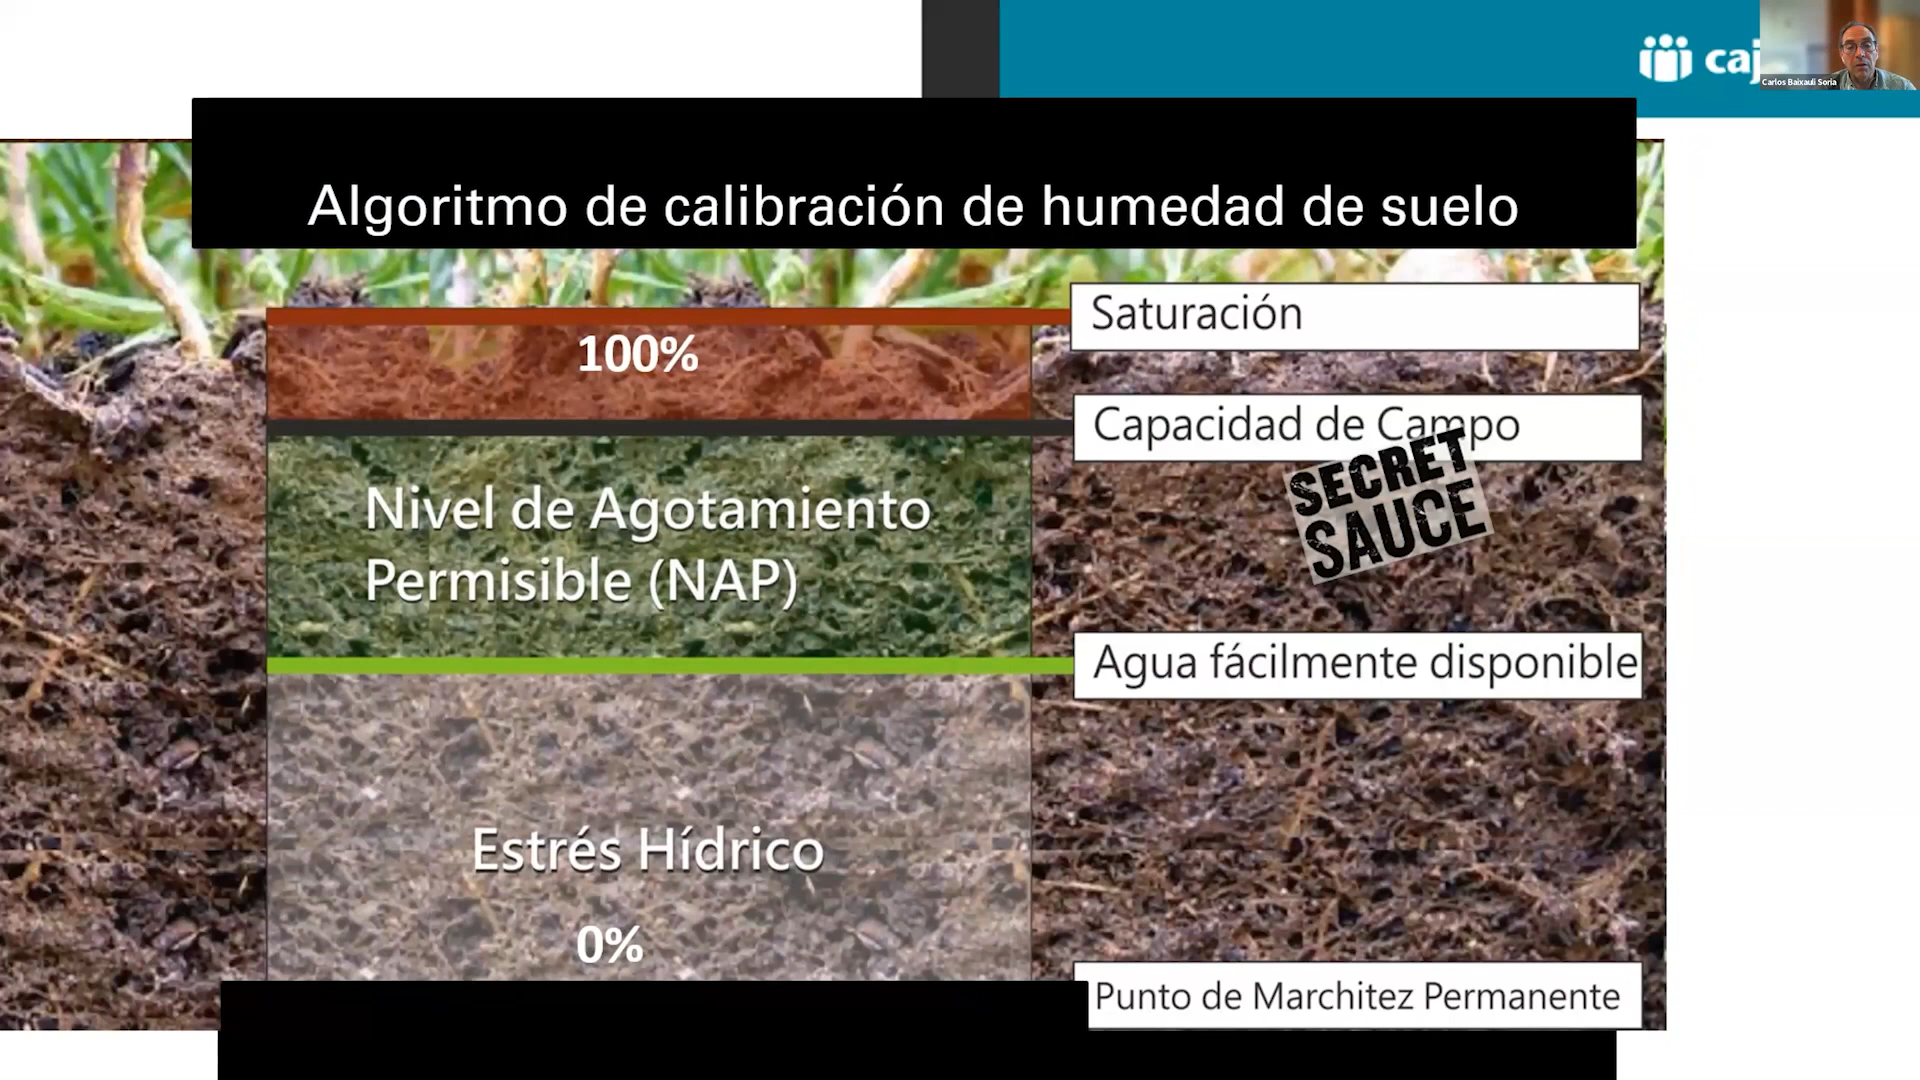 caj
Carlos Baixauli Soria
Algoritmo de calibración de humedad de suelo
Saturación
100%
Capacidad de Campo
SECRET
SAUCE
Nivel de Agotamiento
Permisible (NAP)
Agua fácilmente disponible
Estrés Hídrico
0%
Punto de Marchitez Permanente